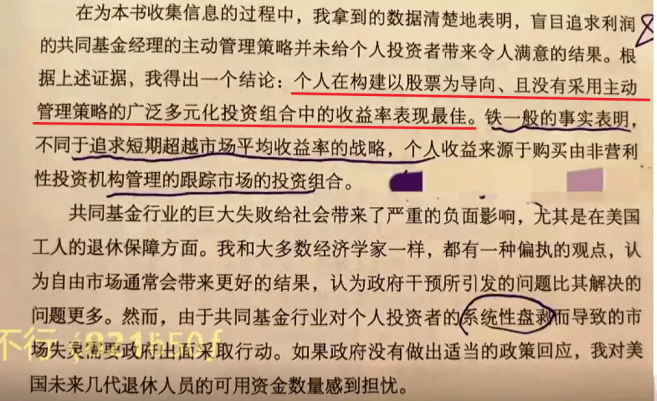 在为本书收集信息的过程中，我拿到的数据清楚地表明，盲目追求利润
的共同基金经理的主动管理策略并未给个人投资者带来令人满意的结果。根
据上述证据，我得出一个结论：个人在构建以股票为导向、且没有采用主动
管理策略的广泛多元化投资组合中的收益率表现最佳。铁一般的事实表明，
不同于追求短期超越市场平均收益率的战略，个人收益来源于购买由非营利
性投资机构管理的跟踪市场的投资组合。
共同基金行业的巨大失败给社会带来了严重的负面影响，尤其是在美国
工人的退休保障方面。我和大多数经济学家一样，都有一种偏执的观点，认
为自由市场通常会带来更好的结果，认为政府干预所引发的问题比其解决的
问题更多。然而，由于共同基金行业对个人投资者的系统性盘剥而导致的市
场失灵需要政府出面采取行动。如果政府没有做出适当的政策回应，我对美
国未来几代退休人员的可用资金数量感到担忧。